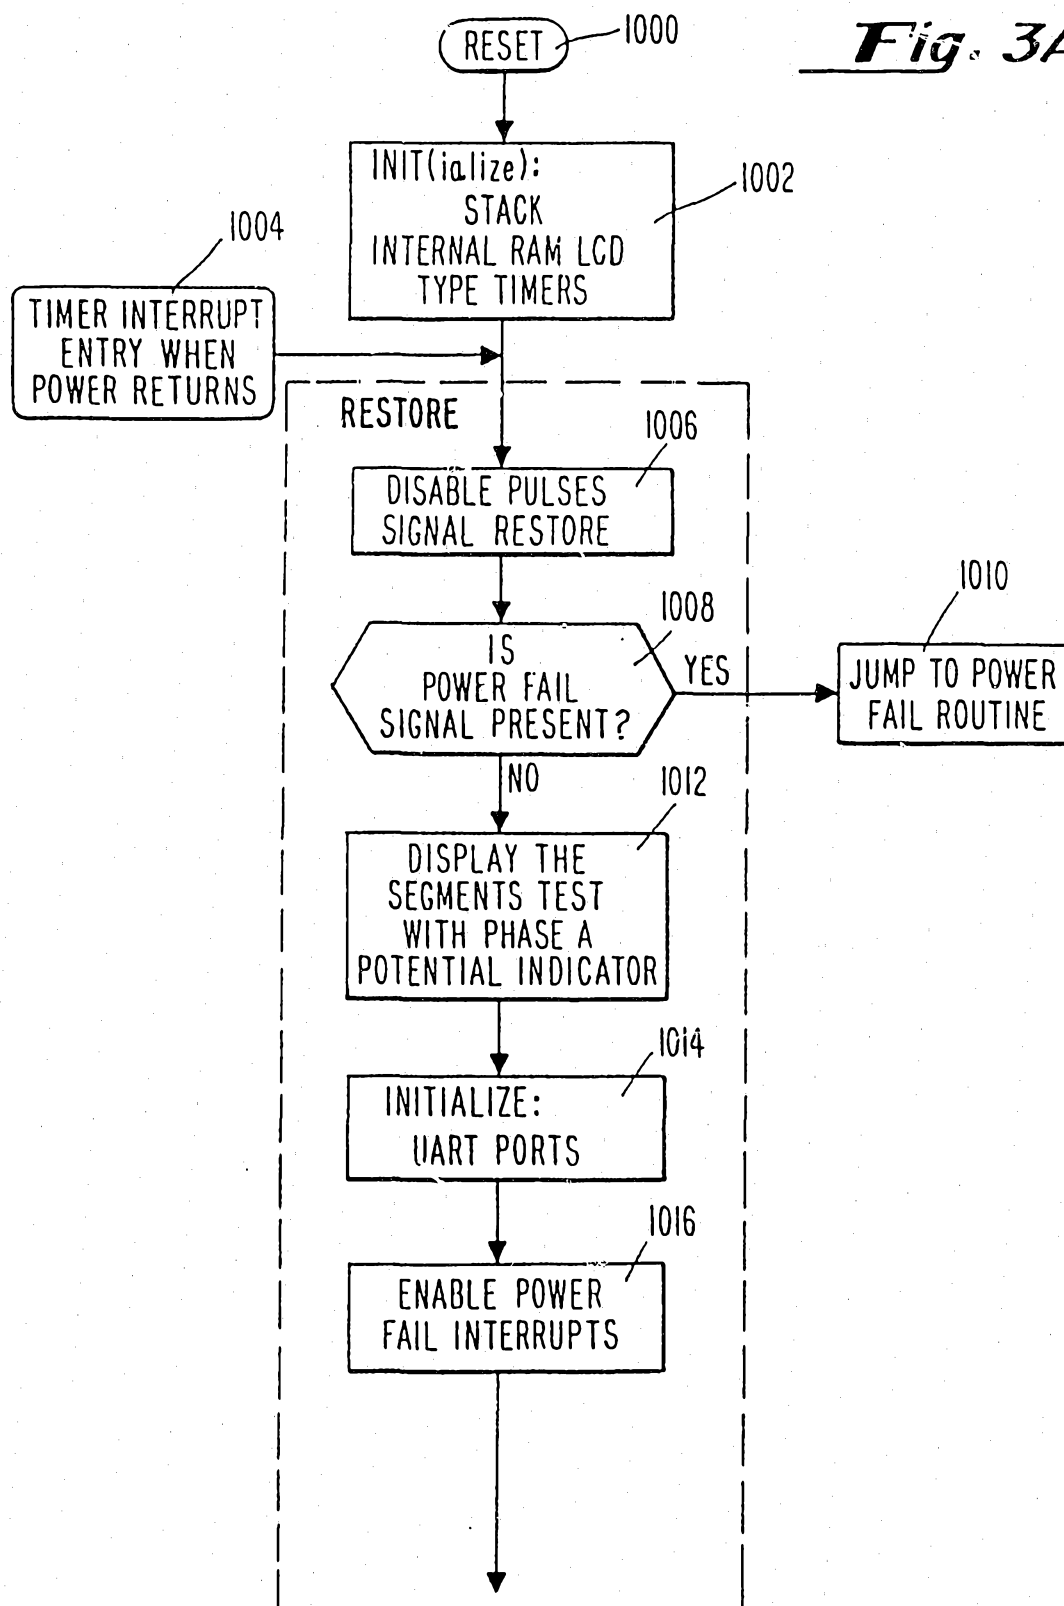 Fig. 3A
RESET
1000
INIT(ialize):
STACK
INTERNAL RAM LCD
TYPE TIMERS
1002
1004
TIMER INTERRUPT
ENTRY WHEN
POWER RETURNS
RESTORE
1006
DISABLE PULSES
SIGNAL RESTORE
1008
IS
POWER FAIL
SIGNAL PRESENT?
YES
1010
JUMP TO POWER
FAIL ROUTINE
NO
1012
DISPLAY THE
SEGMENTS TEST
WITH PHASE A
POTENTIAL INDICATOR
1014
INITIALIZE:
UART PORTS
1016
ENABLE POWER
FAIL INTERRUPTS